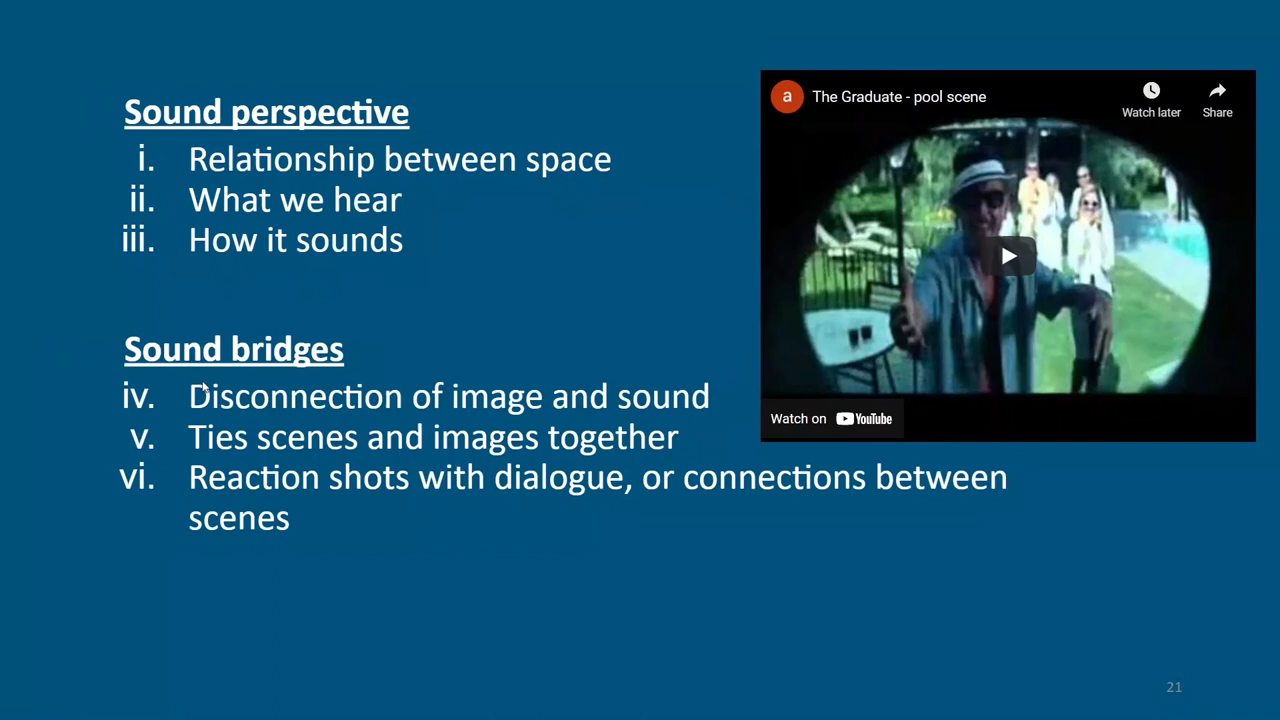 Sound perspective
i. Relationship between space
ii. What we hear
iii. How it sounds
Sound bridges
iv. Disconnection of image and sound
v. Ties scenes and images together
vi. Reaction shots with dialogue, or connections between
scenes
a
The Graduate - pool scene
Watch later
Share
Watch on YouTube
21